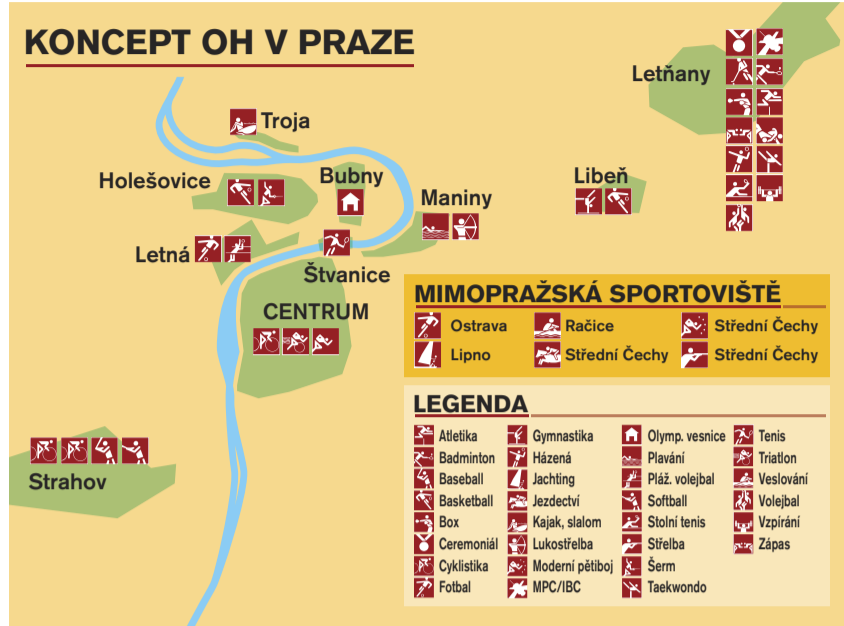 KONCEPT OH V PRAZE
Letňany
Troja
Holešovice
Bubny
Libeň
Maniny
Letná
Štvanice
CENTRUM
Strahov
MIMOPRAŽSKÁ SPORTOVIŠTĚ
Ostrava
Račice
Střední Čechy
Lipno
Střední Čechy
Střední Čechy
LEGENDA
Atletika
Badminton
Baseball
Basketball
Box
Ceremoniál
Cyklistika
Fotbal
Gymnastika
Házená
Jachting
Jezdectví
Kajak, slalom
Lukostřelba
Moderní pětiboj
MPC/IBC
Olymp. vesnice
Plavání
Pláž. volejbal
Softball
Stolní tenis
Střelba
Šerm
Taekwondo
Tenis
Triatlon
Veslování
Volejbal
Vzpírání
Zápas